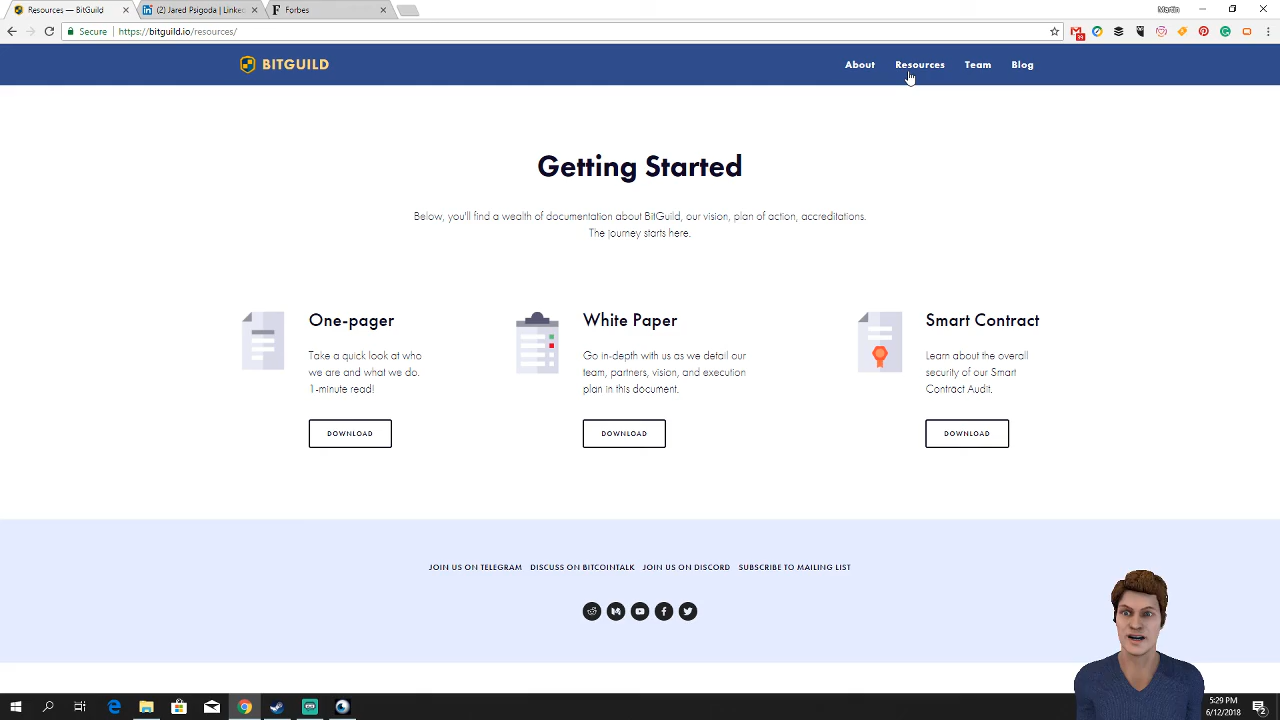 Resources — BitGuild
(2) Jared Psigoda | Linke
Forbes
Martin
Secure
https://bitguild.io/resources/
39
BITGUILD
About
Resources
Team
Blog
Getting Started
Below, you'll find a wealth of documentation about BitGuild, our vision, plan of action, accreditations.
The journey starts here.
One-pager
Take a quick look at who
we are and what we do.
1-minute read!
DOWNLOAD
White Paper
Go in-depth with us as we detail our
team, partners, vision, and execution
plan in this document.
DOWNLOAD
Smart Contract
Learn about the overall
security of our Smart
Contract Audit.
DOWNLOAD
JOIN US ON TELEGRAM
DISCUSS ON BITCOINTALK
JOIN US ON DISCORD
SUBSCRIBE TO MAILING LIST
5:29 PM
6/12/2018
2